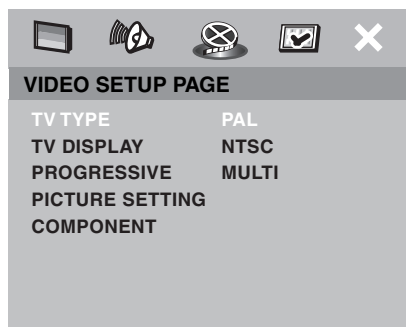 VIDEO SETUP PAGE
TV TYPE PAL
TV DISPLAY NTSC
PROGRESSIVE MULTI
PICTURE SETTING
COMPONENT